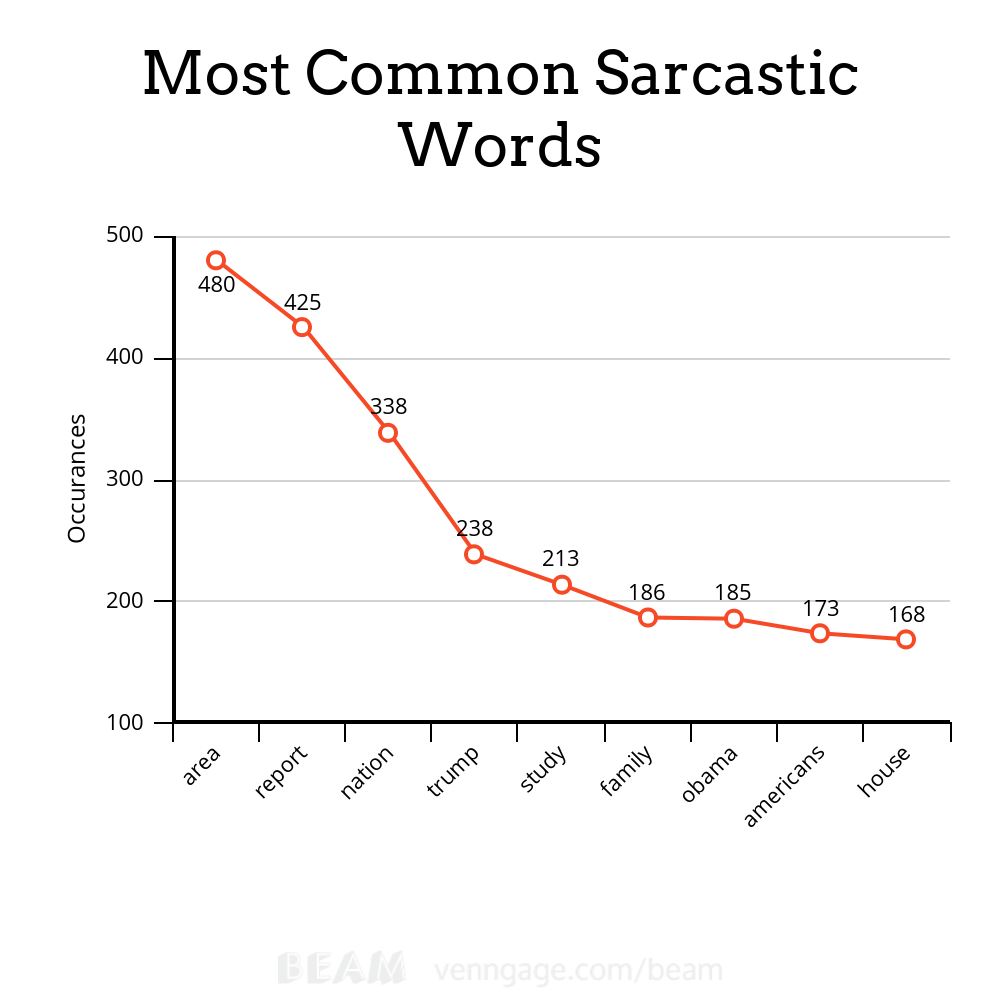 Most Common Sarcastic
Words
500
400
300
200
100
Occurances
480
425
338
238
213
186
185
173
168
area
report
nation
trump
study
family
obama
americans
house
BEAM venngage.com/beam